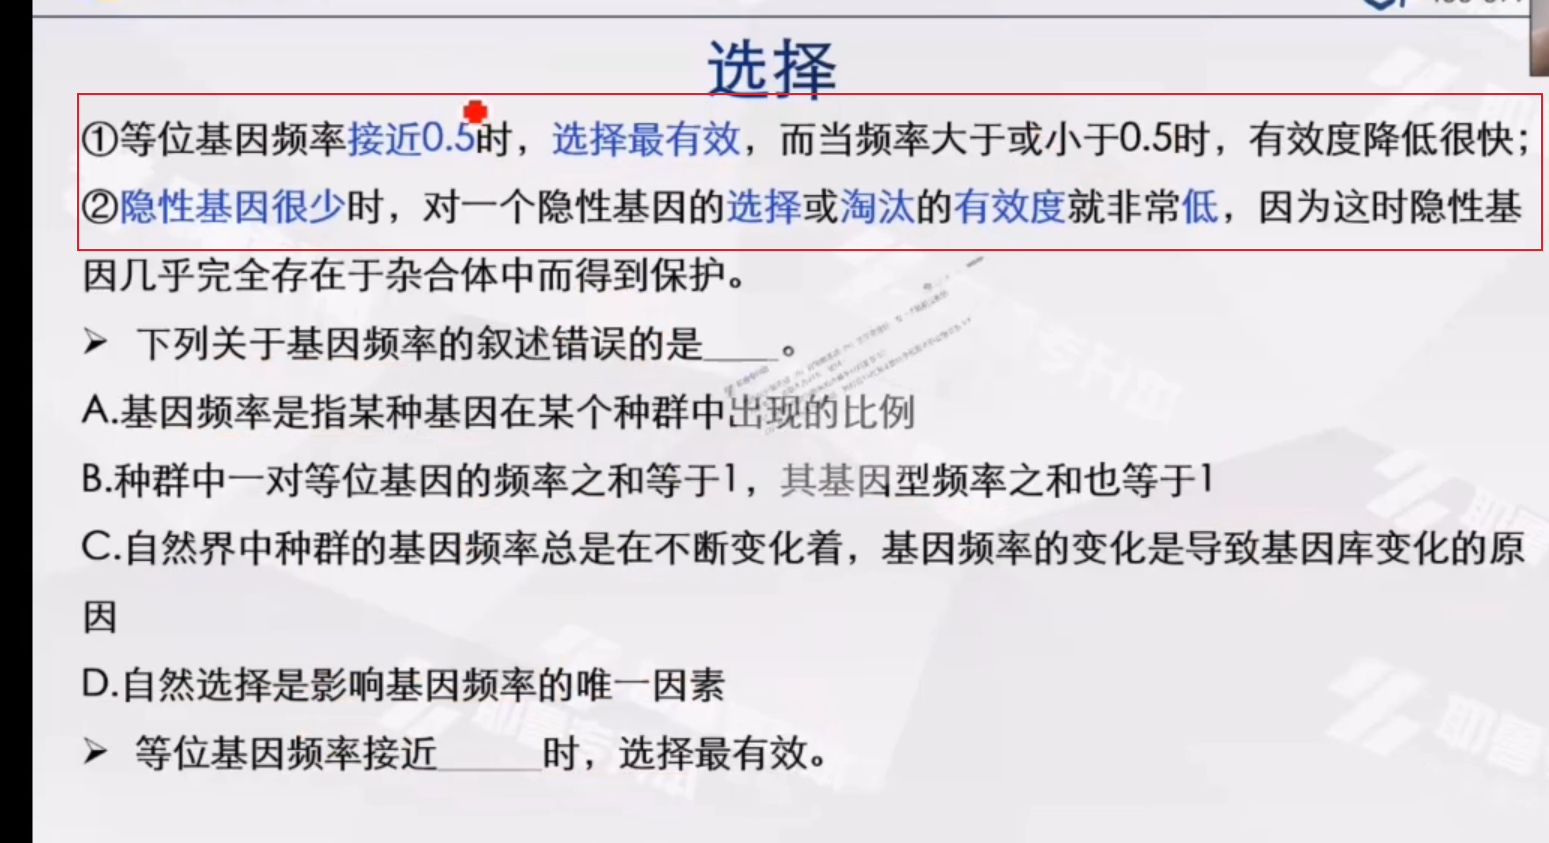 选择
①等位基因频率接近0.5时，选择最有效，而当频率大于或小于0.5时，有效度降低很快；
②隐性基因很少时，对一个隐性基因的选择或淘汰的有效度就非常低，因为这时隐性基
因几乎完全存在于杂合体中而得到保护。
➤ 下列关于基因频率的叙述错误的是____。
A.基因频率是指某种基因在某个种群中出现的比例
B.种群中一对等位基因的频率之和等于1，其基因型频率之和也等于1
C.自然界中种群的基因频率总是在不断变化着，基因频率的变化是导致基因库变化的原
因
D.自然选择是影响基因频率的唯一因素
➤ 等位基因频率接近_____时，选择最有效。